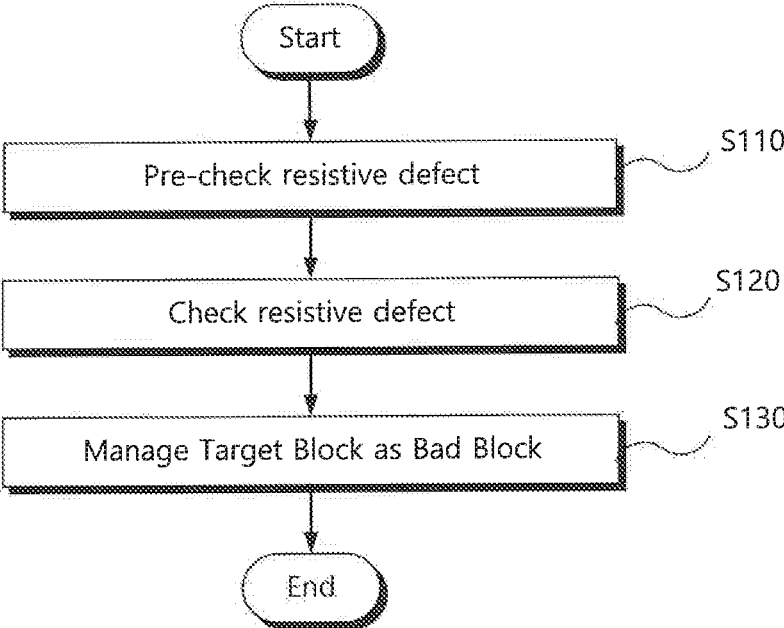 Start
Pre-check resistive defect
S110
Check resistive defect
S120
Manage Target Block as Bad Block
S130
End